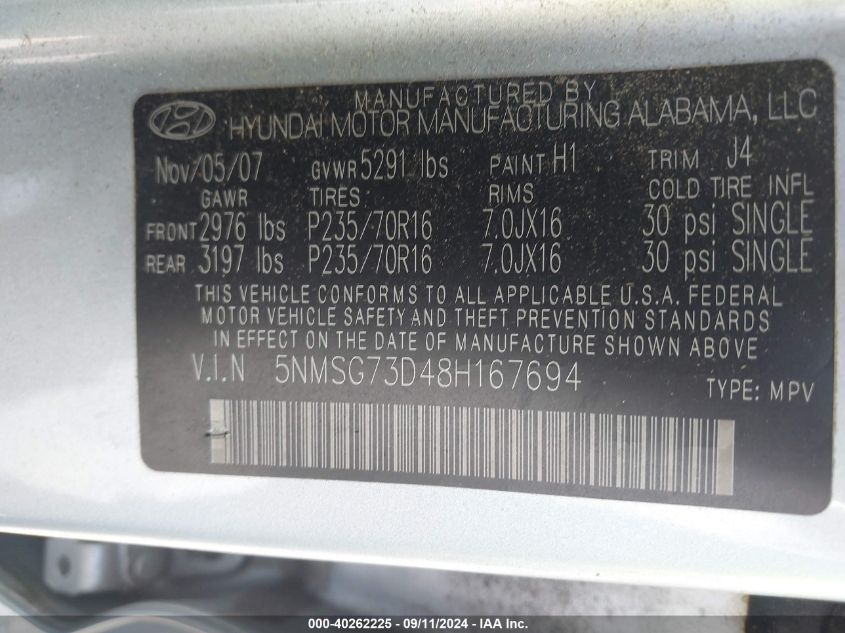 MANUFACTURED BY
HYUNDAI MOTOR MANUFACTURING ALABAMA, LLC
Nov/05/07 GVWR 5291 lbs PAINT H1 TRIM J4
GAWR TIRES RIMS COLD TIRE INFL
FRONT 2976 lbs P235/70R16 7.0JX16 30 psi SINGLE
REAR 3197 lbs P235/70R16 7.0JX16 30 psi SINGLE
THIS VEHICLE CONFORMS TO ALL APPLICABLE U.S.A. FEDERAL
MOTOR VEHICLE SAFETY AND THEFT PREVENTION STANDARDS
IN EFFECT ON THE DATE OF MANUFACTURE SHOWN ABOVE
V.I.N 5NMSG73D48H167694 TYPE: MPV
000-40262225 - 09/11/2024 - IAA Inc.